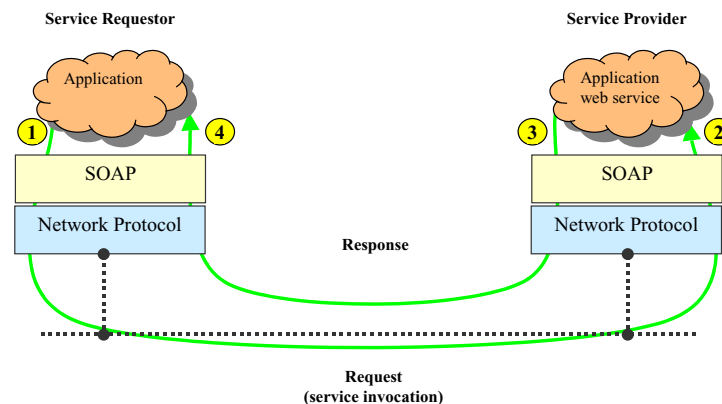 Service Requestor
Service Provider
Application
Application
web service
1
4
3
2
SOAP
SOAP
Network Protocol
Network Protocol
Response
Request
(service invocation)